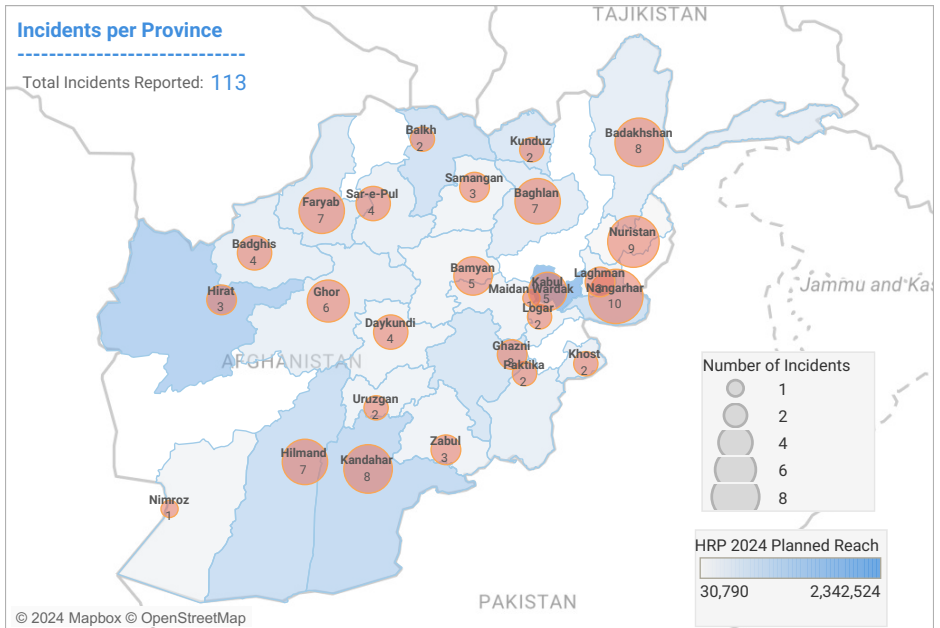 TAJIKISTAN
Incidents per Province
Total Incidents Reported: 113
Balkh
2
Kunduz
2
Badakhshan
8
Samangan
3
Sar-e-Pul
4
Baghlan
7
Faryab
7
Nuristan
9
Badghis
4
Bamyan
5
Laghman
Kabul
5
Nangarhar
10
Maidan Wardak
Jammu and Kas
Hirat
3
Ghor
6
Logar
2
Daykundi
4
Ghazni
AFGHANISTAN
Khost
2
Paktika
2
Uruzgan
2
Zabul
3
Hilmand
7
Kandahar
8
Nimroz
1
Number of Incidents
1
2
4
6
8
HRP 2024 Planned Reach
30,790 2,342,524
PAKISTAN
© 2024 Mapbox © OpenStreetMap